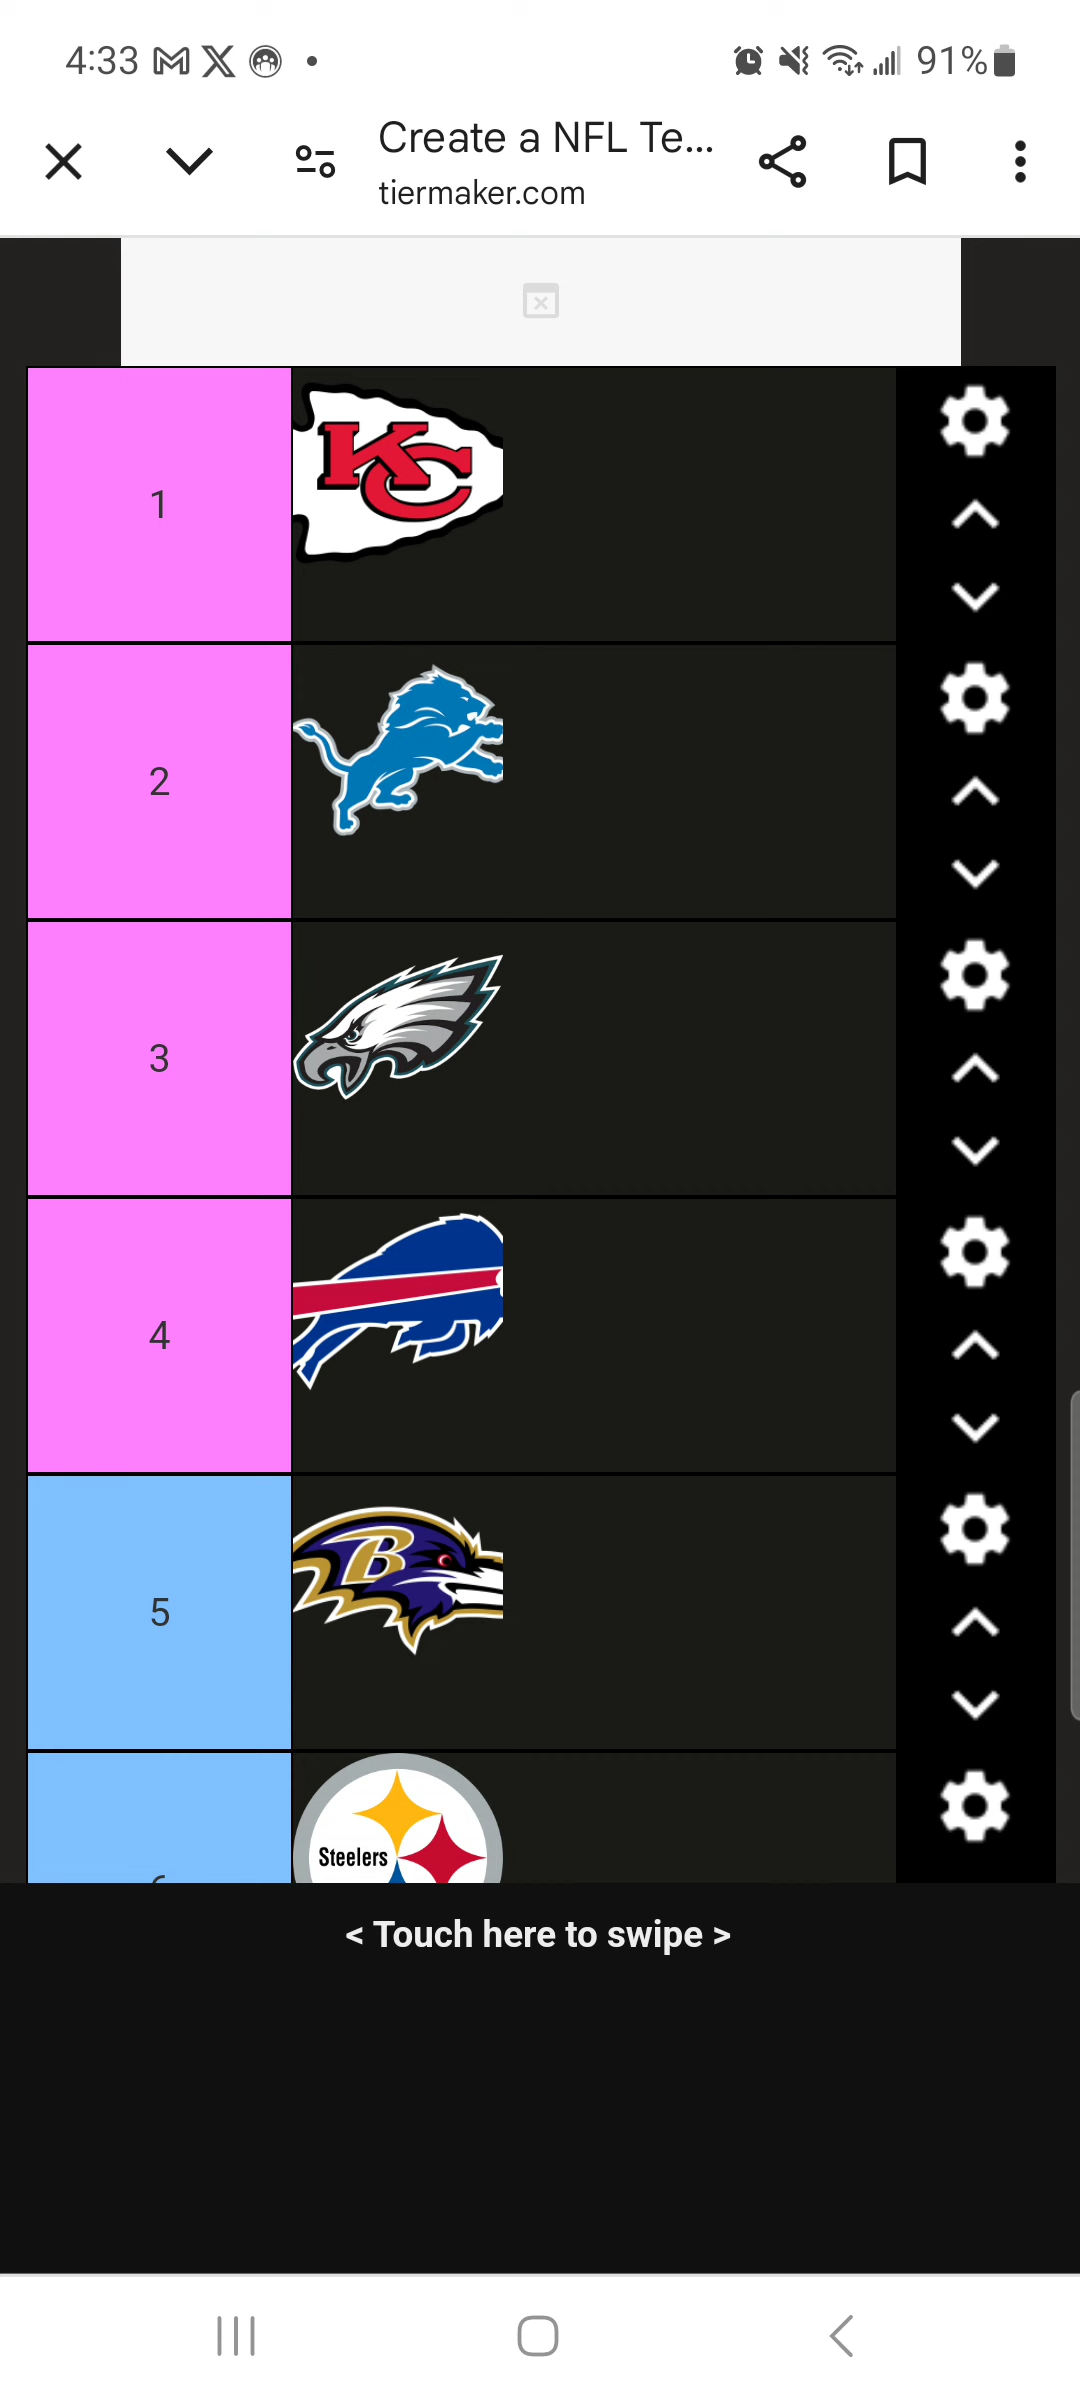 4:33
91%
Create a NFL Te...
tiermaker.com
KC
1
2
3
4
B
5
Steelers
< Touch here to swipe >